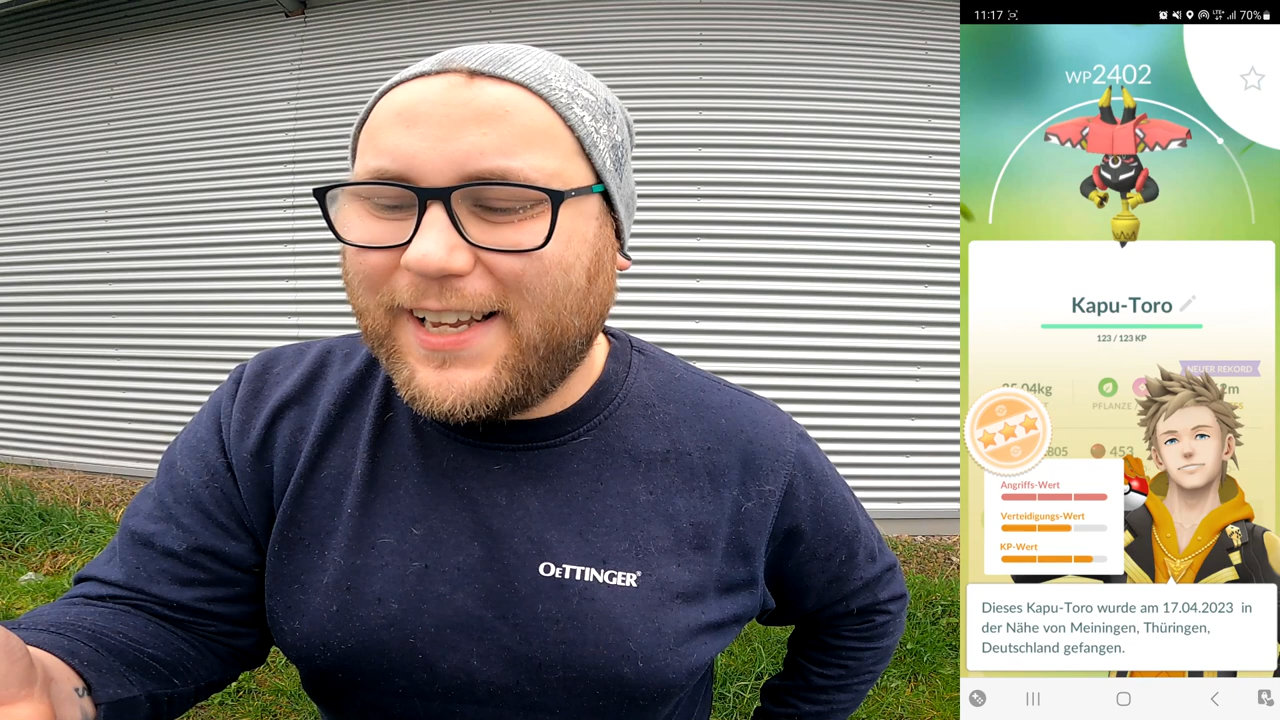 OeTTINGER®
11:17
LTE+
70%
WP2402
Kapu-Toro
123 / 123 KP
NEUER REKORD
PFLANZE /
453
Angriffs-Wert
Verteidigungs-Wert
KP-Wert
Dieses Kapu-Toro wurde am 17.04.2023 in
der Nähe von Meiningen, Thüringen,
Deutschland gefangen.